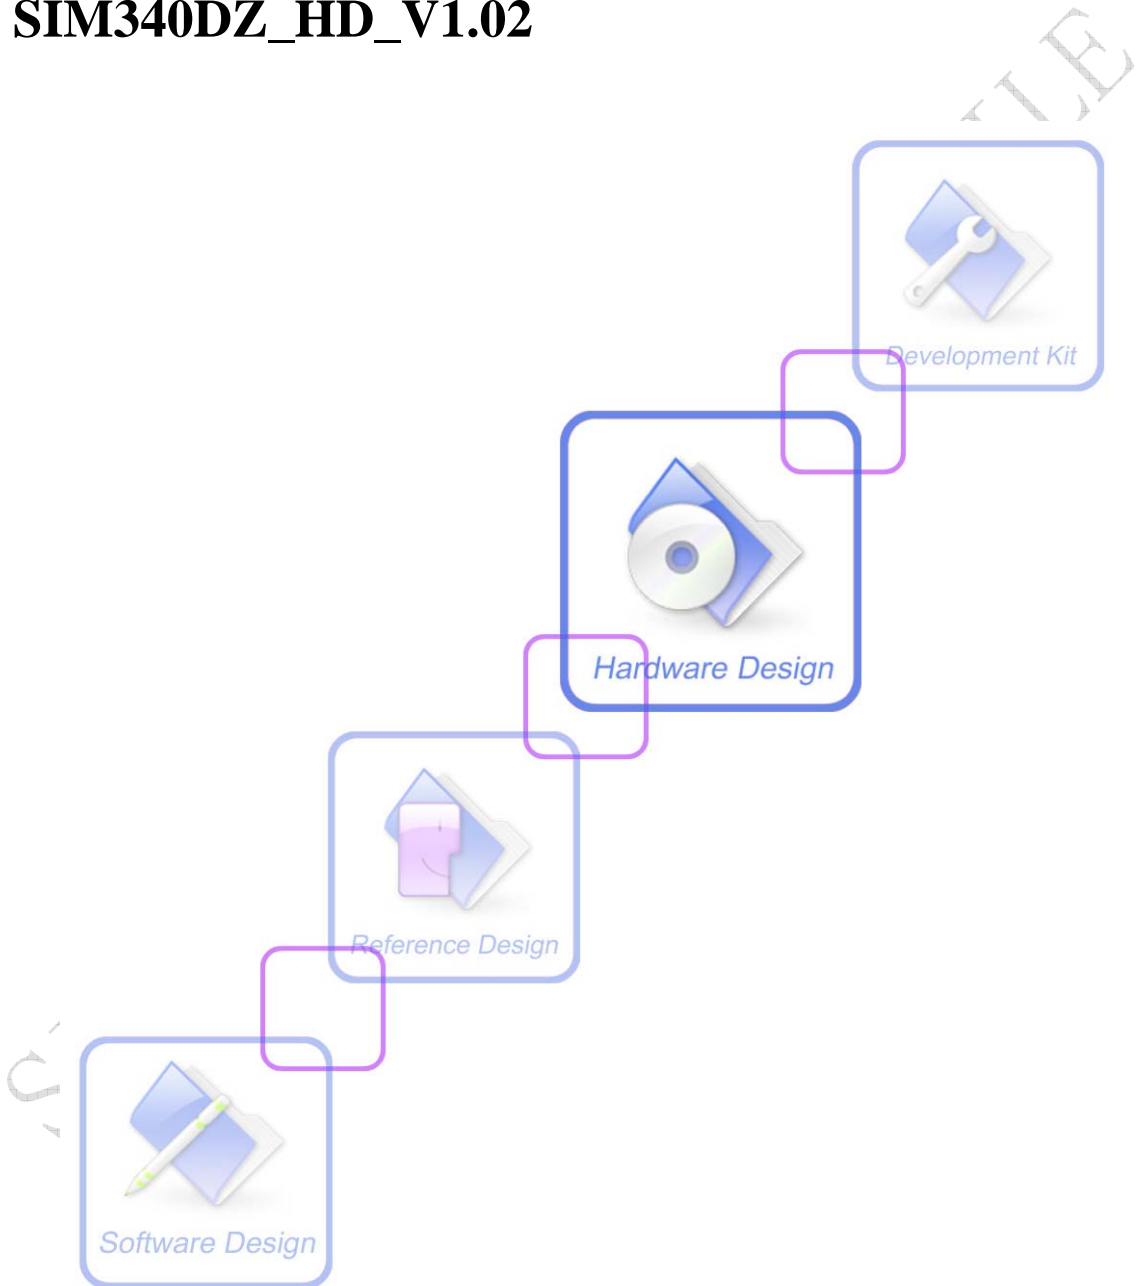 SIM340DZ_HD_V1.02
Development Kit
Hardware Design
Reference Design
Software Design